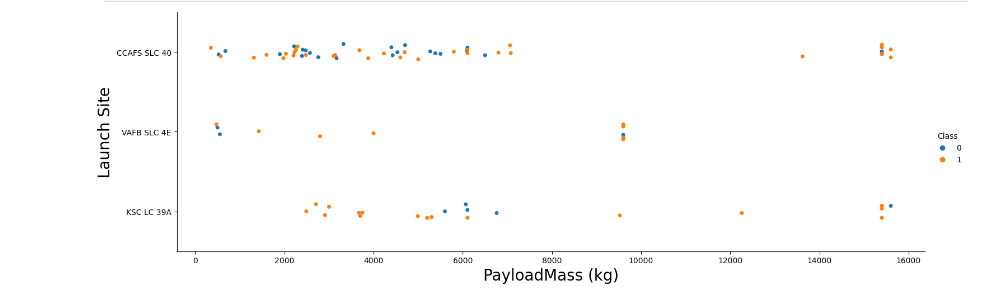 Launch Site
CCAFS SLC 40
VAFB SLC 4E
KSC LC 39A
0 2000 4000 6000 8000 10000 12000 14000 16000
PayloadMass (kg)
Class
0
1